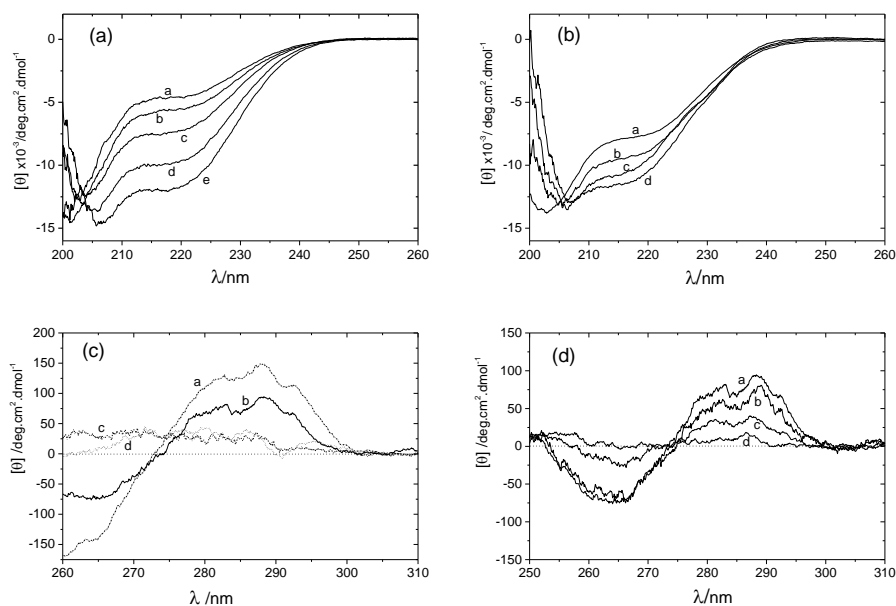 (a)
0
-5
-10
-15
[θ] x10⁻³/deg.cm².dmol⁻¹
a
b
c
d
e
200 210 220 230 240 250 260
λ/nm
(b)
0
-5
-10
-15
[θ] x10⁻³/ deg.cm².dmol⁻¹
a
b
c
d
200 210 220 230 240 250 260
λ/nm
(c)
200
150
100
50
0
-50
-100
-150
[θ] /deg.cm².dmol⁻¹
a
b
c
d
260 270 280 290 300 310
λ /nm
(d)
150
100
50
0
-50
-100
-150
[θ] /deg.cm².dmol⁻¹
a
b
c
d
250 260 270 280 290 300 310
λ/nm